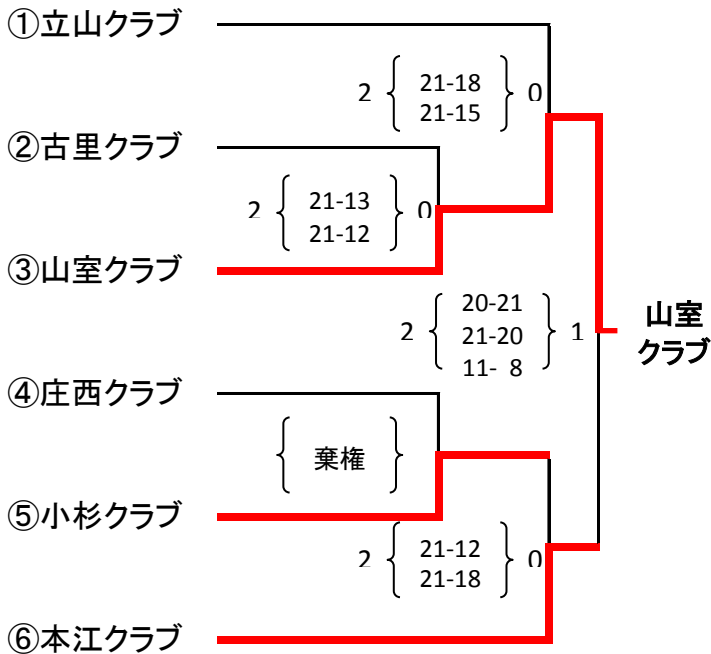 ①立山クラブ
2 { 21-18 } 0
21-15
②古里クラブ
2 { 21-13 } 0
21-12
③山室クラブ
20-21
2 { 21-20 } 1
11- 8
山室
クラブ
④庄西クラブ
{ 棄権 }
⑤小杉クラブ
2 { 21-12 } 0
21-18
⑥本江クラブ